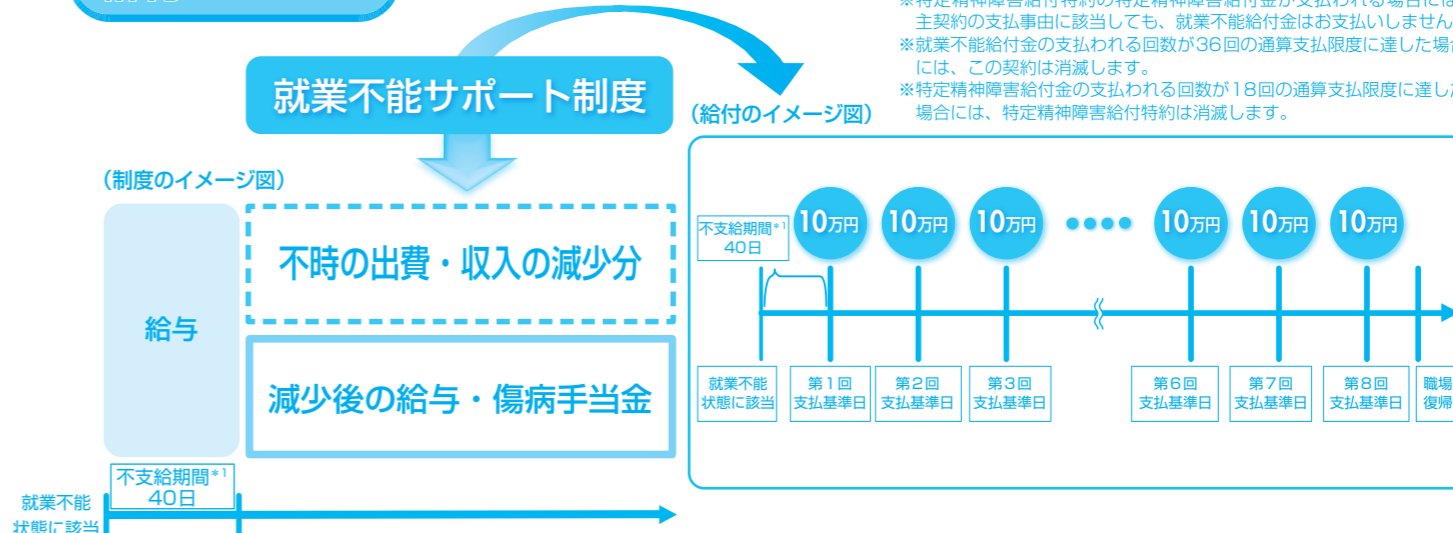 ※特定精神障害給付特約の特定精神障害給付金が支払われる場合には
主契約の支払事由に該当しても、就業不能給付金はお支払いしません
※就業不能給付金の支払われる回数が36回の通算支払限度に達した場合
には、この契約は消滅します。
※特定精神障害給付金の支払われる回数が18回の通算支払限度に達した
場合には、特定精神障害給付特約は消滅します。
就業不能サポート制度
(制度のイメージ図)
給与
不時の出費・収入の減少分
減少後の給与・傷病手当金
不支給期間*1
40日
就業不能
状態に該当
(給付のイメージ図)
不支給期間*1
40日
10万円
10万円
10万円
••••
10万円
10万円
10万円
就業不能
状態に該当
第1回
支払基準日
第2回
支払基準日
第3回
支払基準日
第6回
支払基準日
第7回
支払基準日
第8回
支払基準日
職場
復帰